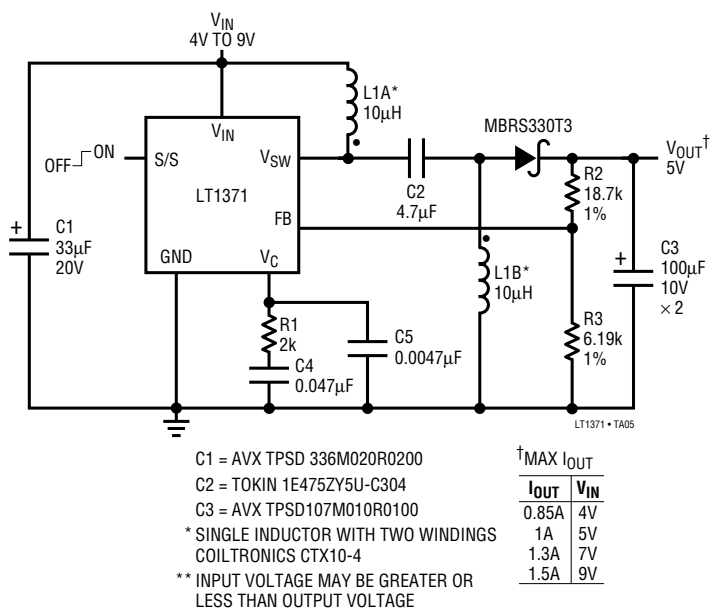 V_IN
4V TO 9V
L1A*
10µH
MBRS330T3
V_IN
OFF
ON
S/S
V_SW
V_OUT†
5V
R2
18.7k
1%
C2
4.7µF
LT1371
FB
+
C1
33µF
20V
GND
V_C
L1B*
10µH
+
C3
100µF
10V
× 2
R1
2k
C5
0.0047µF
R3
6.19k
1%
C4
0.047µF
LT1371 • TA05
C1 = AVX TPSD 336M020R0200
C2 = TOKIN 1E475ZY5U-C304
C3 = AVX TPSD107M010R0100
* SINGLE INDUCTOR WITH TWO WINDINGS
COILTRONICS CTX10-4
** INPUT VOLTAGE MAY BE GREATER OR
LESS THAN OUTPUT VOLTAGE
†MAX I_OUT
I_OUT V_IN
0.85A 4V
1A 5V
1.3A 7V
1.5A 9V